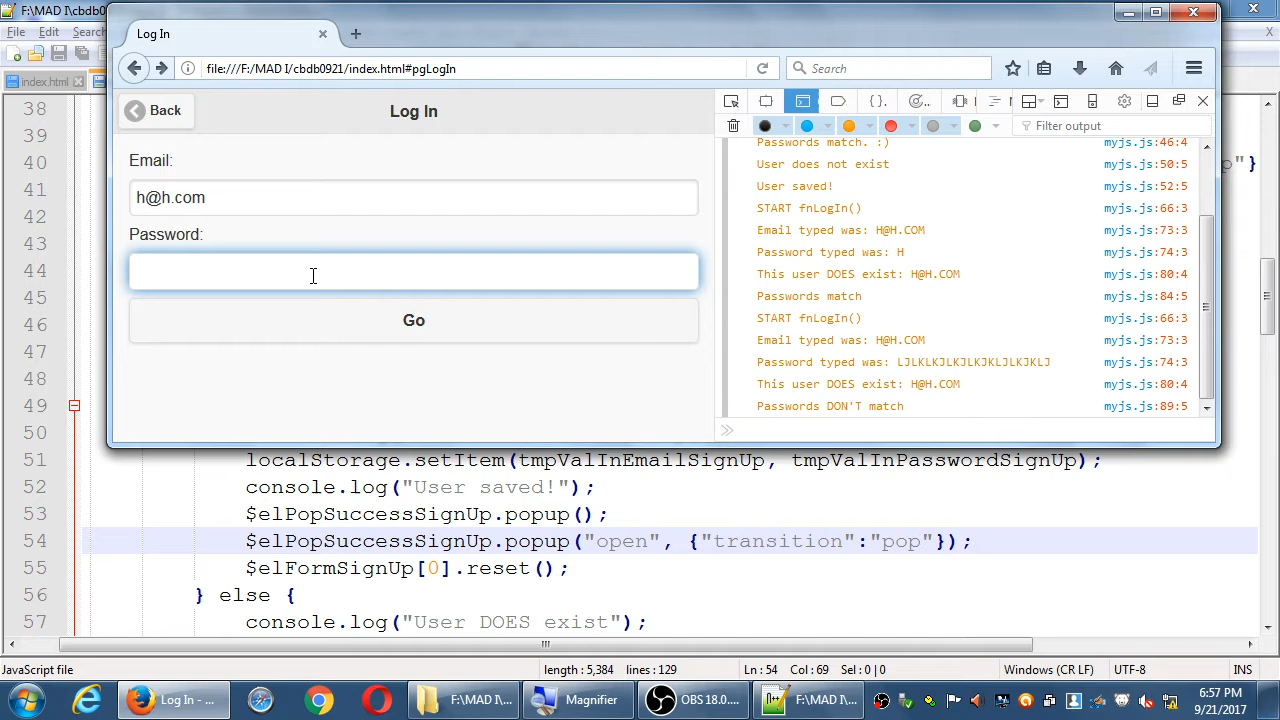 F:\MAD I\cbdb
File Edit Search
index.html
Log In
file:///F:/MAD I/cbdb0921/index.html#pgLogIn
Search
Back
Log In
Email:
h@h.com
Password:
Go
Filter output
Passwords match. :) myjs.js:46:4
User does not exist myjs.js:50:5
User saved! myjs.js:52:5
START fnLogIn() myjs.js:66:3
Email typed was: H@H.COM myjs.js:73:3
Password typed was: H myjs.js:74:3
This user DOES exist: H@H.COM myjs.js:80:4
Passwords match myjs.js:84:5
START fnLogIn() myjs.js:66:3
Email typed was: H@H.COM myjs.js:73:3
Password typed was: LJLKLKJLKJLKJKLJLKJKLJ myjs.js:74:3
This user DOES exist: H@H.COM myjs.js:80:4
Passwords DON'T match myjs.js:89:5
38
39
40 p"}
41
42
43
44
45
46
47
48
49
50
51 localStorage.setItem(tmpValInEmailSignUp, tmpValInPasswordSignUp);
52 console.log("User saved!");
53 $elPopSuccessSignUp.popup();
54 $elPopSuccessSignUp.popup("open", {"transition":"pop"});
55 $elFormSignUp[0].reset();
56 } else {
57 console.log("User DOES exist");
JavaScript file length : 5,384 lines : 129 Ln : 54 Col : 69 Sel : 0 | 0 Windows (CR LF) UTF-8 INS
Log In - ... F:\MAD I\cbd... Magnifier OBS 18.0.... F:\MAD I\cbd...
6:57 PM
9/21/2017